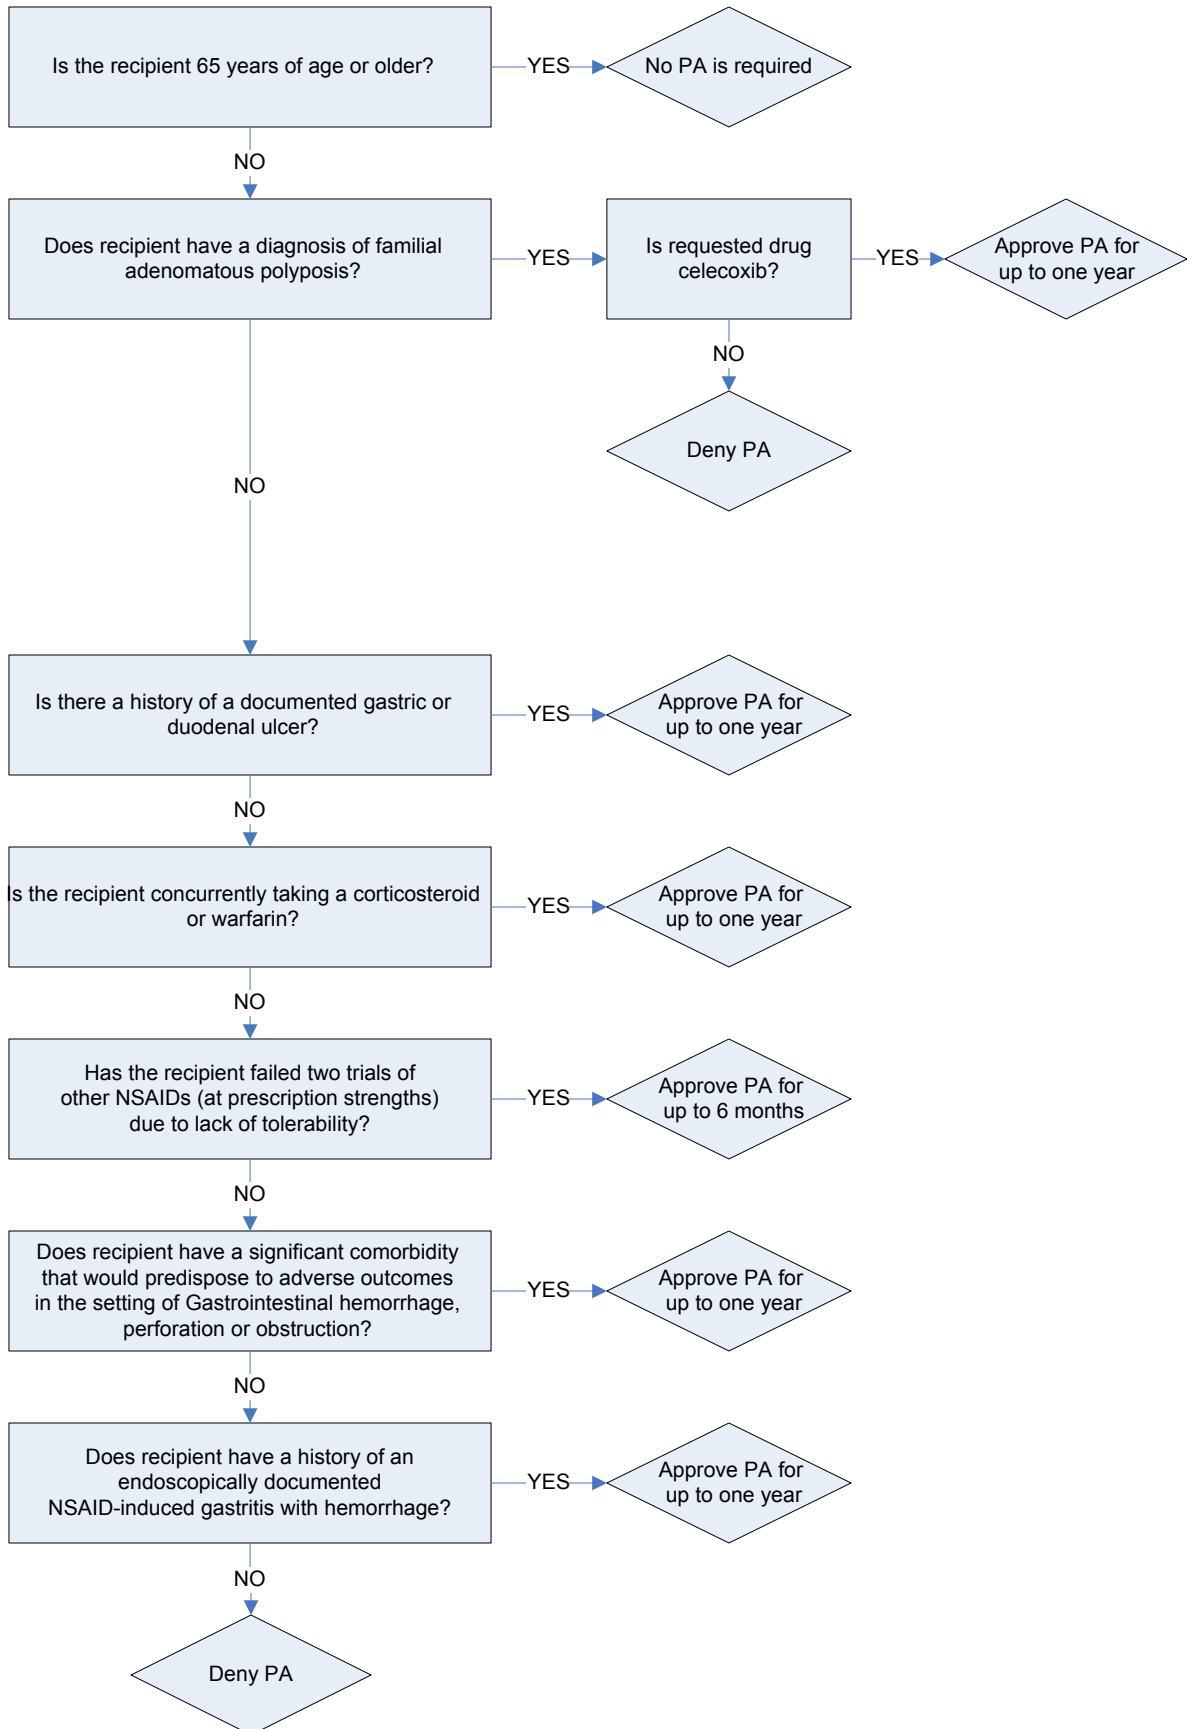 Is the recipient 65 years of age or older?
YES
No PA is required
NO
Does recipient have a diagnosis of familial
adenomatous polyposis?
YES
Is requested drug
celecoxib?
YES
Approve PA for
up to one year
NO
Deny PA
NO
Is there a history of a documented gastric or
duodenal ulcer?
YES
Approve PA for
up to one year
NO
Is the recipient concurrently taking a corticosteroid
or warfarin?
YES
Approve PA for
up to one year
NO
Has the recipient failed two trials of
other NSAIDs (at prescription strengths)
due to lack of tolerability?
YES
Approve PA for
up to 6 months
NO
Does recipient have a significant comorbidity
that would predispose to adverse outcomes
in the setting of Gastrointestinal hemorrhage,
perforation or obstruction?
YES
Approve PA for
up to one year
NO
Does recipient have a history of an
endoscopically documented
NSAID-induced gastritis with hemorrhage?
YES
Approve PA for
up to one year
NO
Deny PA